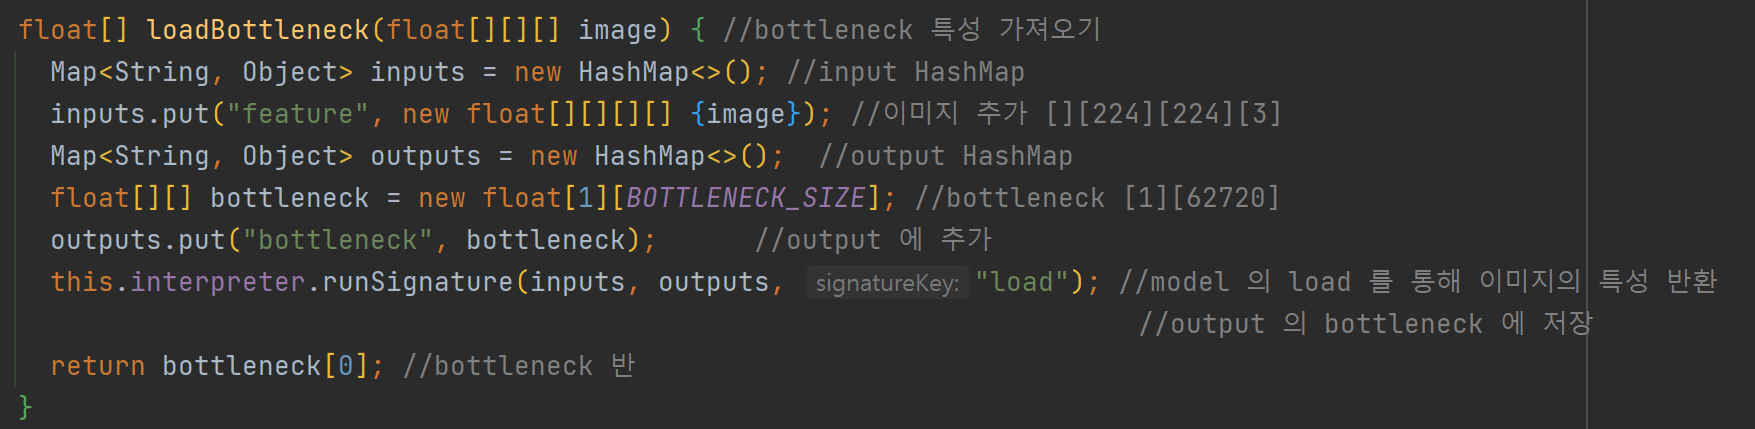 float[] loadBottleneck(float[][][] image) { //bottleneck 특성 가져오기
Map<String, Object> inputs = new HashMap<>(); //input HashMap
inputs.put("feature", new float[][][][] {image}); //이미지 추가 [][224][224][3]
Map<String, Object> outputs = new HashMap<>(); //output HashMap
float[][] bottleneck = new float[1][BOTTLENECK_SIZE]; //bottleneck [1][62720]
outputs.put("bottleneck", bottleneck); //output 에 추가
this.interpreter.runSignature(inputs, outputs, signatureKey: "load"); //model 의 load 를 통해 이미지의 특성 반환
//output 의 bottleneck 에 저장
return bottleneck[0]; //bottleneck 반
}